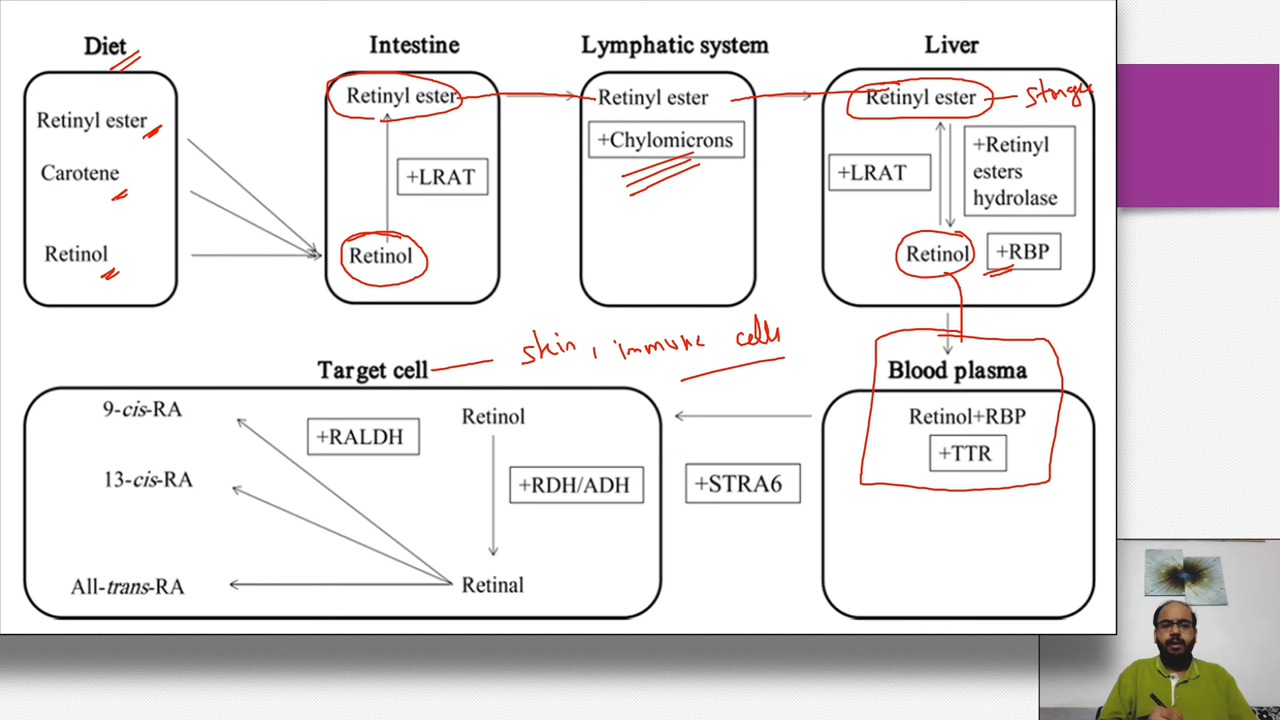 Diet
Retinyl ester
Carotene
Retinol
Intestine
Retinyl ester
+LRAT
Retinol
Lymphatic system
Retinyl ester
+Chylomicrons
Liver
Retinyl ester
+LRAT
+Retinyl
esters
hydrolase
Retinol
+RBP
skin, immune cells
Target cell
9-cis-RA
13-cis-RA
All-trans-RA
+RALDH
Retinol
+RDH/ADH
Retinal
+STRA6
Blood plasma
Retinol+RBP
+TTR